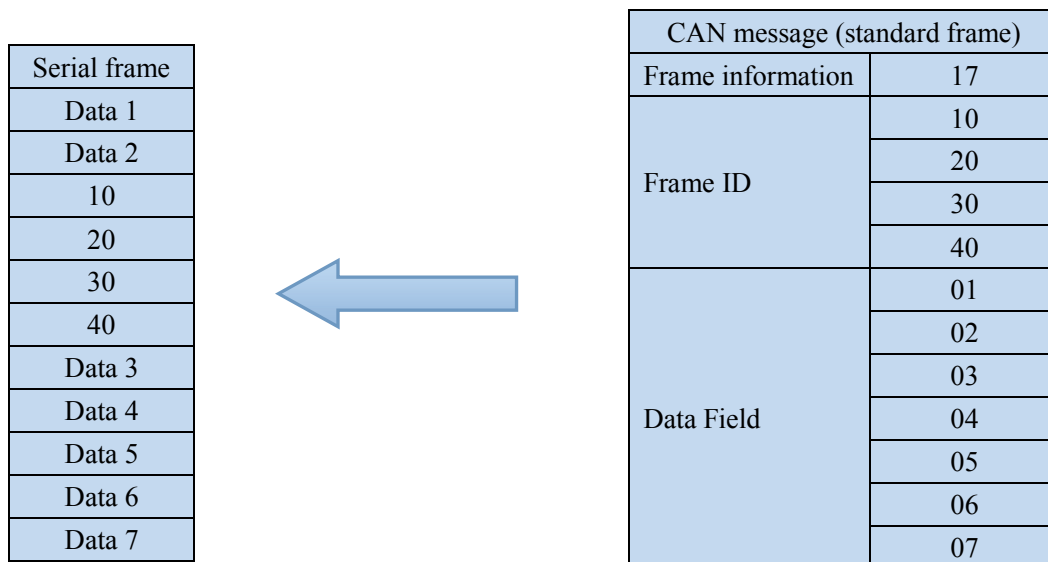 Serial frame
Data 1
Data 2
10
20
30
40
Data 3
Data 4
Data 5
Data 6
Data 7
CAN message (standard frame)
Frame information 17
Frame ID
10
20
30
40
Data Field
01
02
03
04
05
06
07